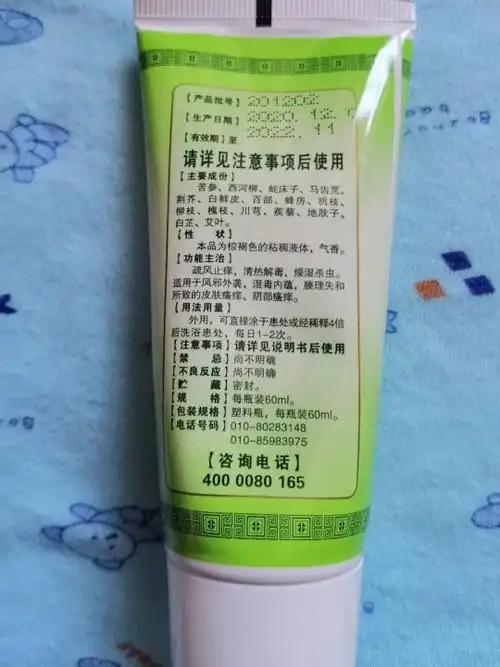 【产品批号】 201202
【生产日期】 2020.12.
【有效期】至 2022.11
请详见注意事项后使用
【主要成份】
苦参、西河柳、蛇床子、马齿苋、
荆芥、白鲜皮、百部、蜂房、桃枝、
柳枝、槐枝、川芎、蒺藜、地肤子、
白芷、艾叶。
【性 状】
本品为棕褐色的粘稠液体，气香。
【功能主治】
疏风止痒，清热解毒，燥湿杀虫。
适用于风邪外袭，湿毒内蕴，腠理失和
所致的皮肤瘙痒、阴部瘙痒。
【用法用量】
外用，可直接涂于患处或经稀释4倍
后洗浴患处，每日1-2次。
【注意事项】请详见说明书后使用
【禁 忌】尚不明确
【不良反应】尚不明确
【贮 藏】密封。
【规 格】每瓶装60ml。
【包装规格】塑料瓶，每瓶装60ml。
【电话号码】010-80283148
010-85983975
【咨询电话】
400 0080 165